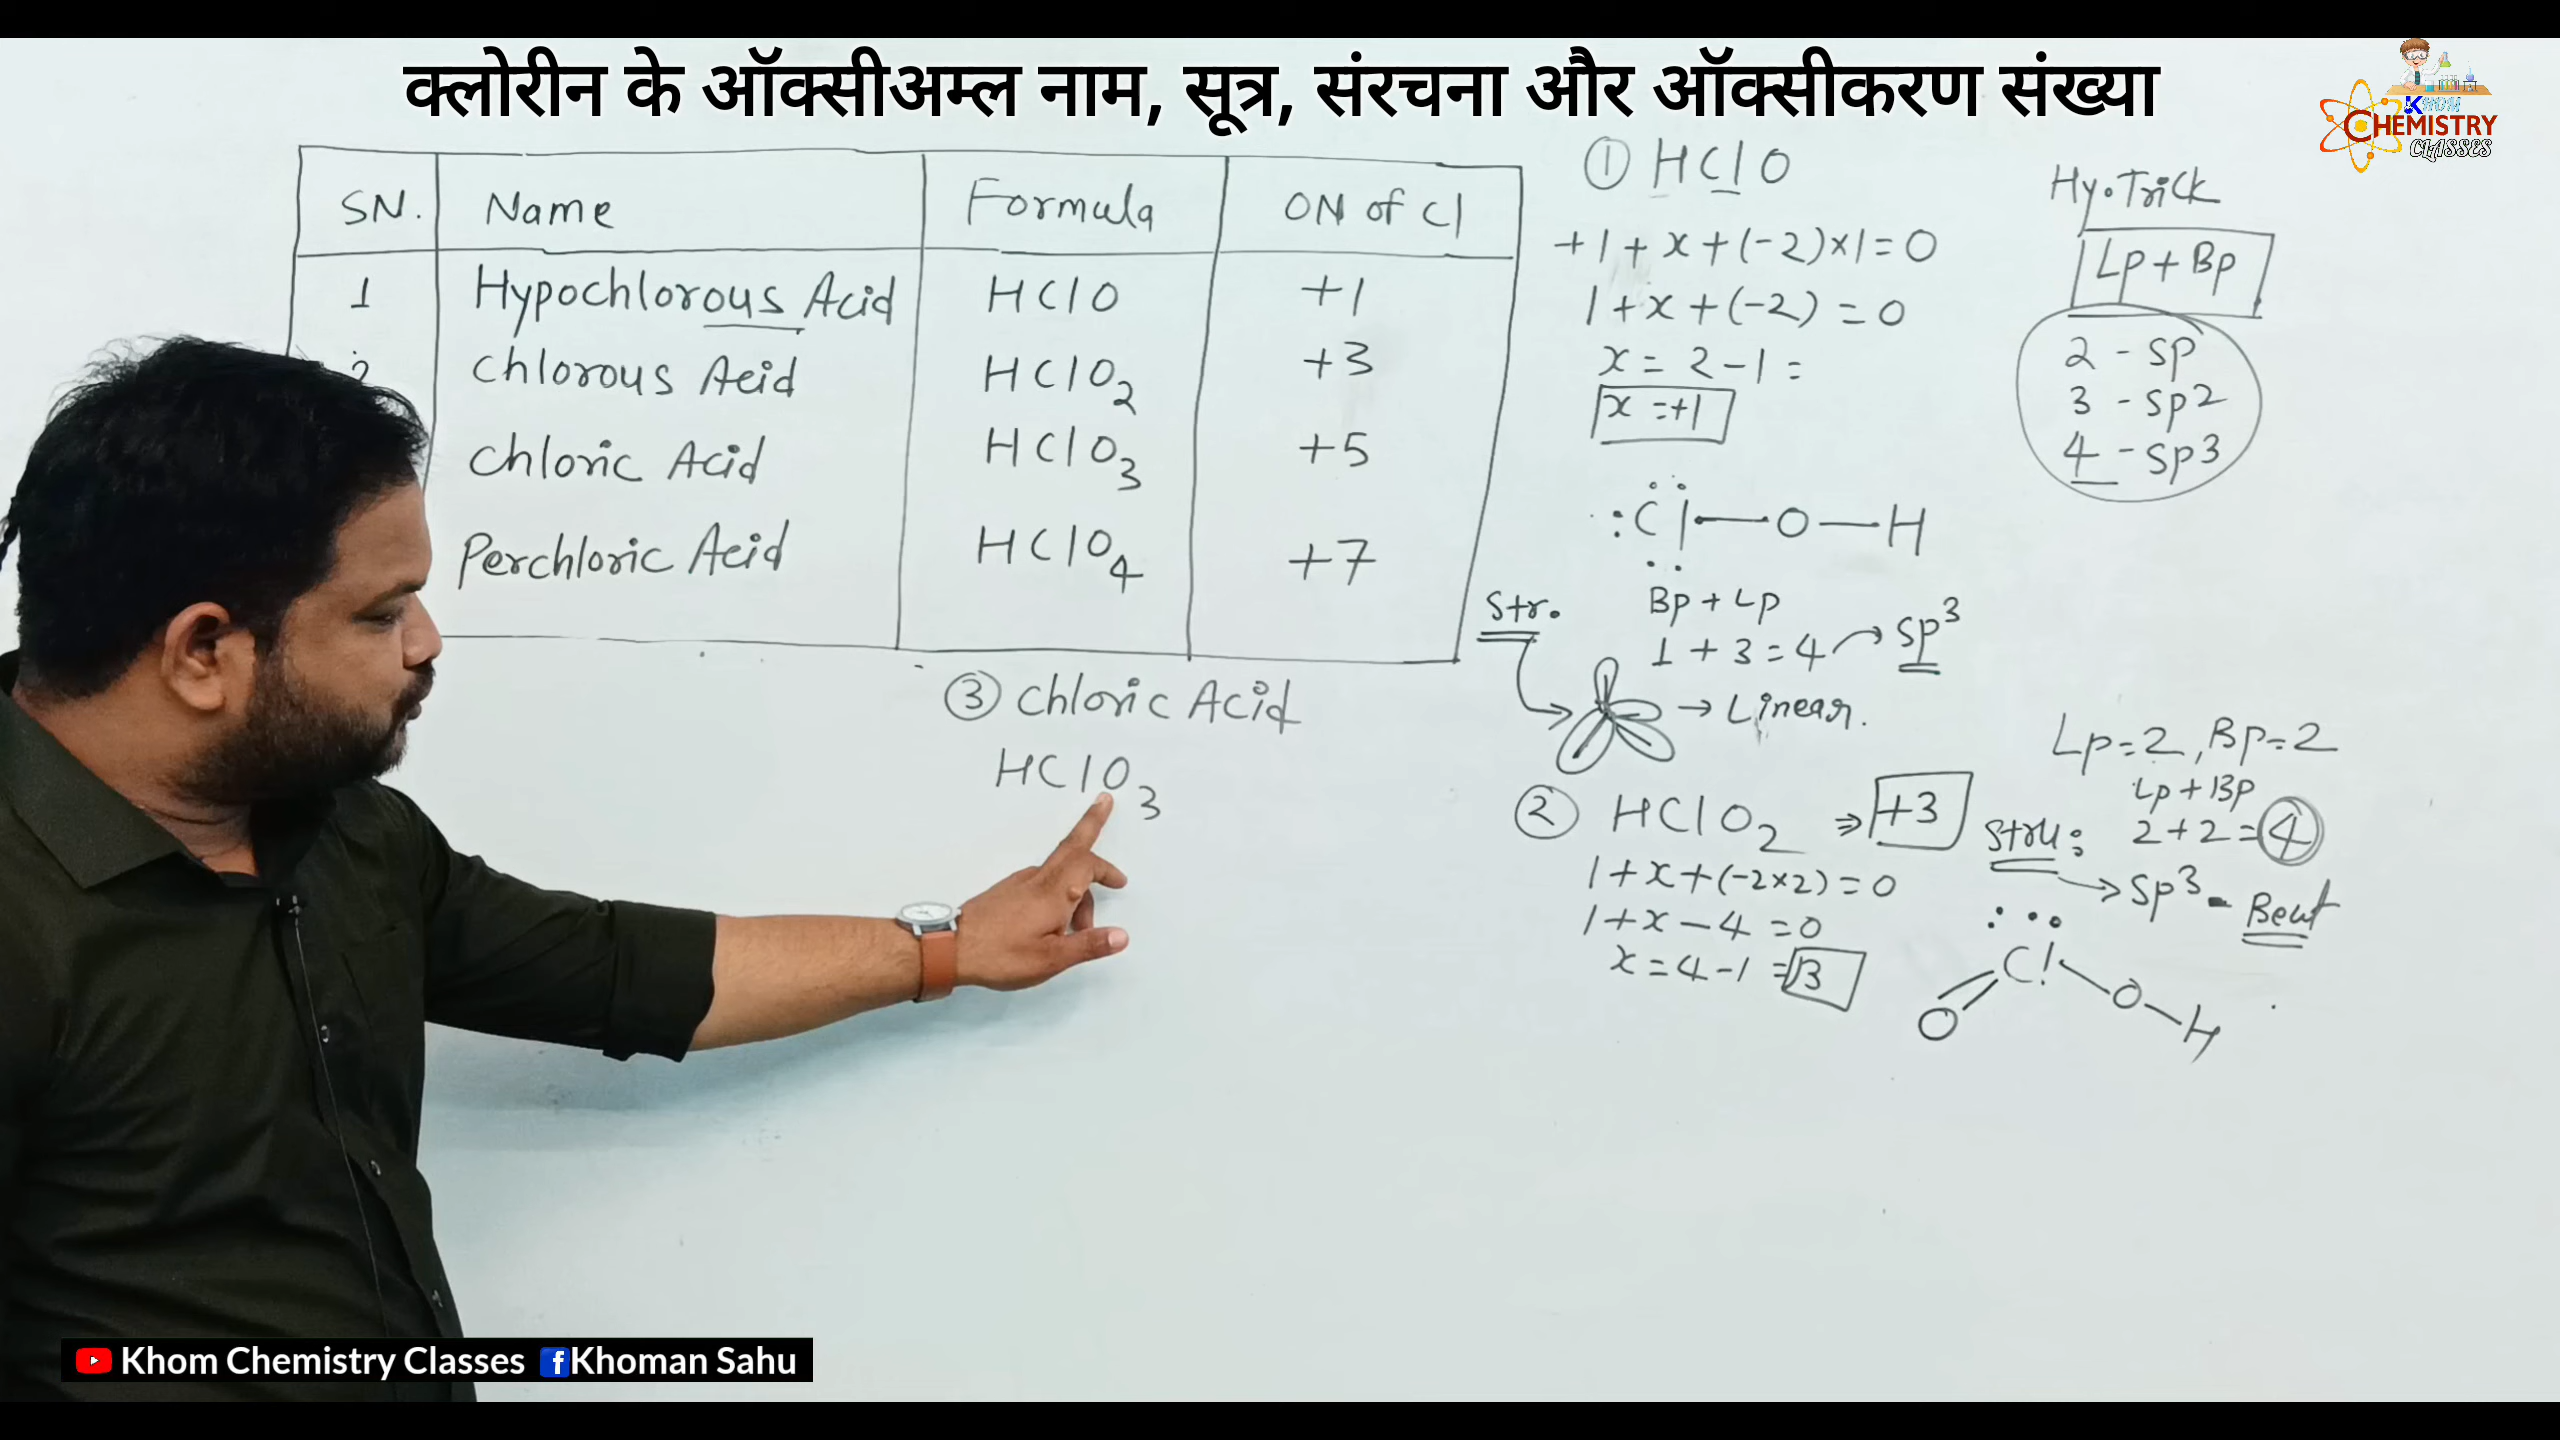 क्लोरीन के ऑक्सीअम्ल नाम, सूत्र, संरचना और ऑक्सीकरण संख्या
KHOM
CHEMISTRY
CLASSES
SN. Name Formula ON of Cl
1 Hypochlorous Acid HClO +1
2 Chlorous Acid HClO2 +3
Chloric Acid HClO3 +5
Perchloric Acid HClO4 +7
① HClO
+1 + x + (-2)×1 = 0
1 + x + (-2) = 0
x = 2 - 1 =
x = +1
Hy. Trick
Lp + Bp
2 - sp
3 - sp2
4 - sp3
:Cl — O — H
Bp + Lp
1 + 3 = 4 → sp³
Str.
→ Linear.
③ Chloric Acid
HClO3
② HClO2 ⇒ +3
1 + x + (-2×2) = 0
1 + x - 4 = 0
x = 4 - 1 = 3
Lp = 2, Bp = 2
Lp + Bp
2 + 2 = 4
Stru:
→ Sp3 - Bent
Cl
O O — H
Khom Chemistry Classes f Khoman Sahu